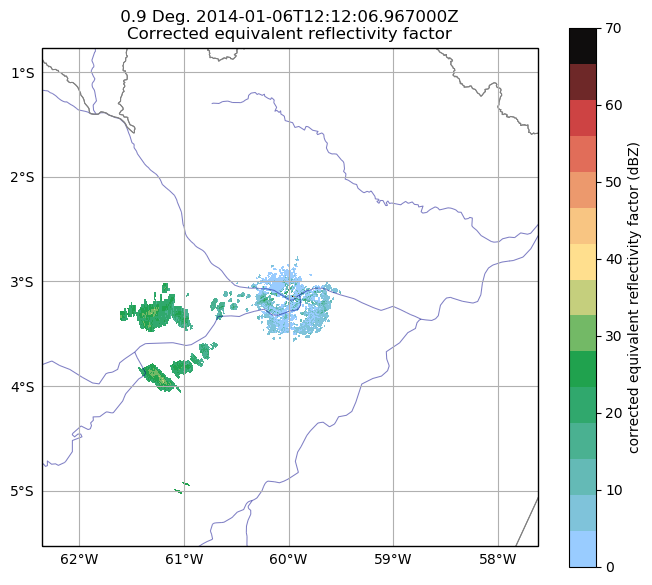 0.9 Deg. 2014-01-06T12:12:06.967000Z
Corrected equivalent reflectivity factor
1°S
2°S
3°S
4°S
5°S
62°W
61°W
60°W
59°W
58°W
70
60
50
40
30
20
10
0
corrected equivalent reflectivity factor (dBZ)